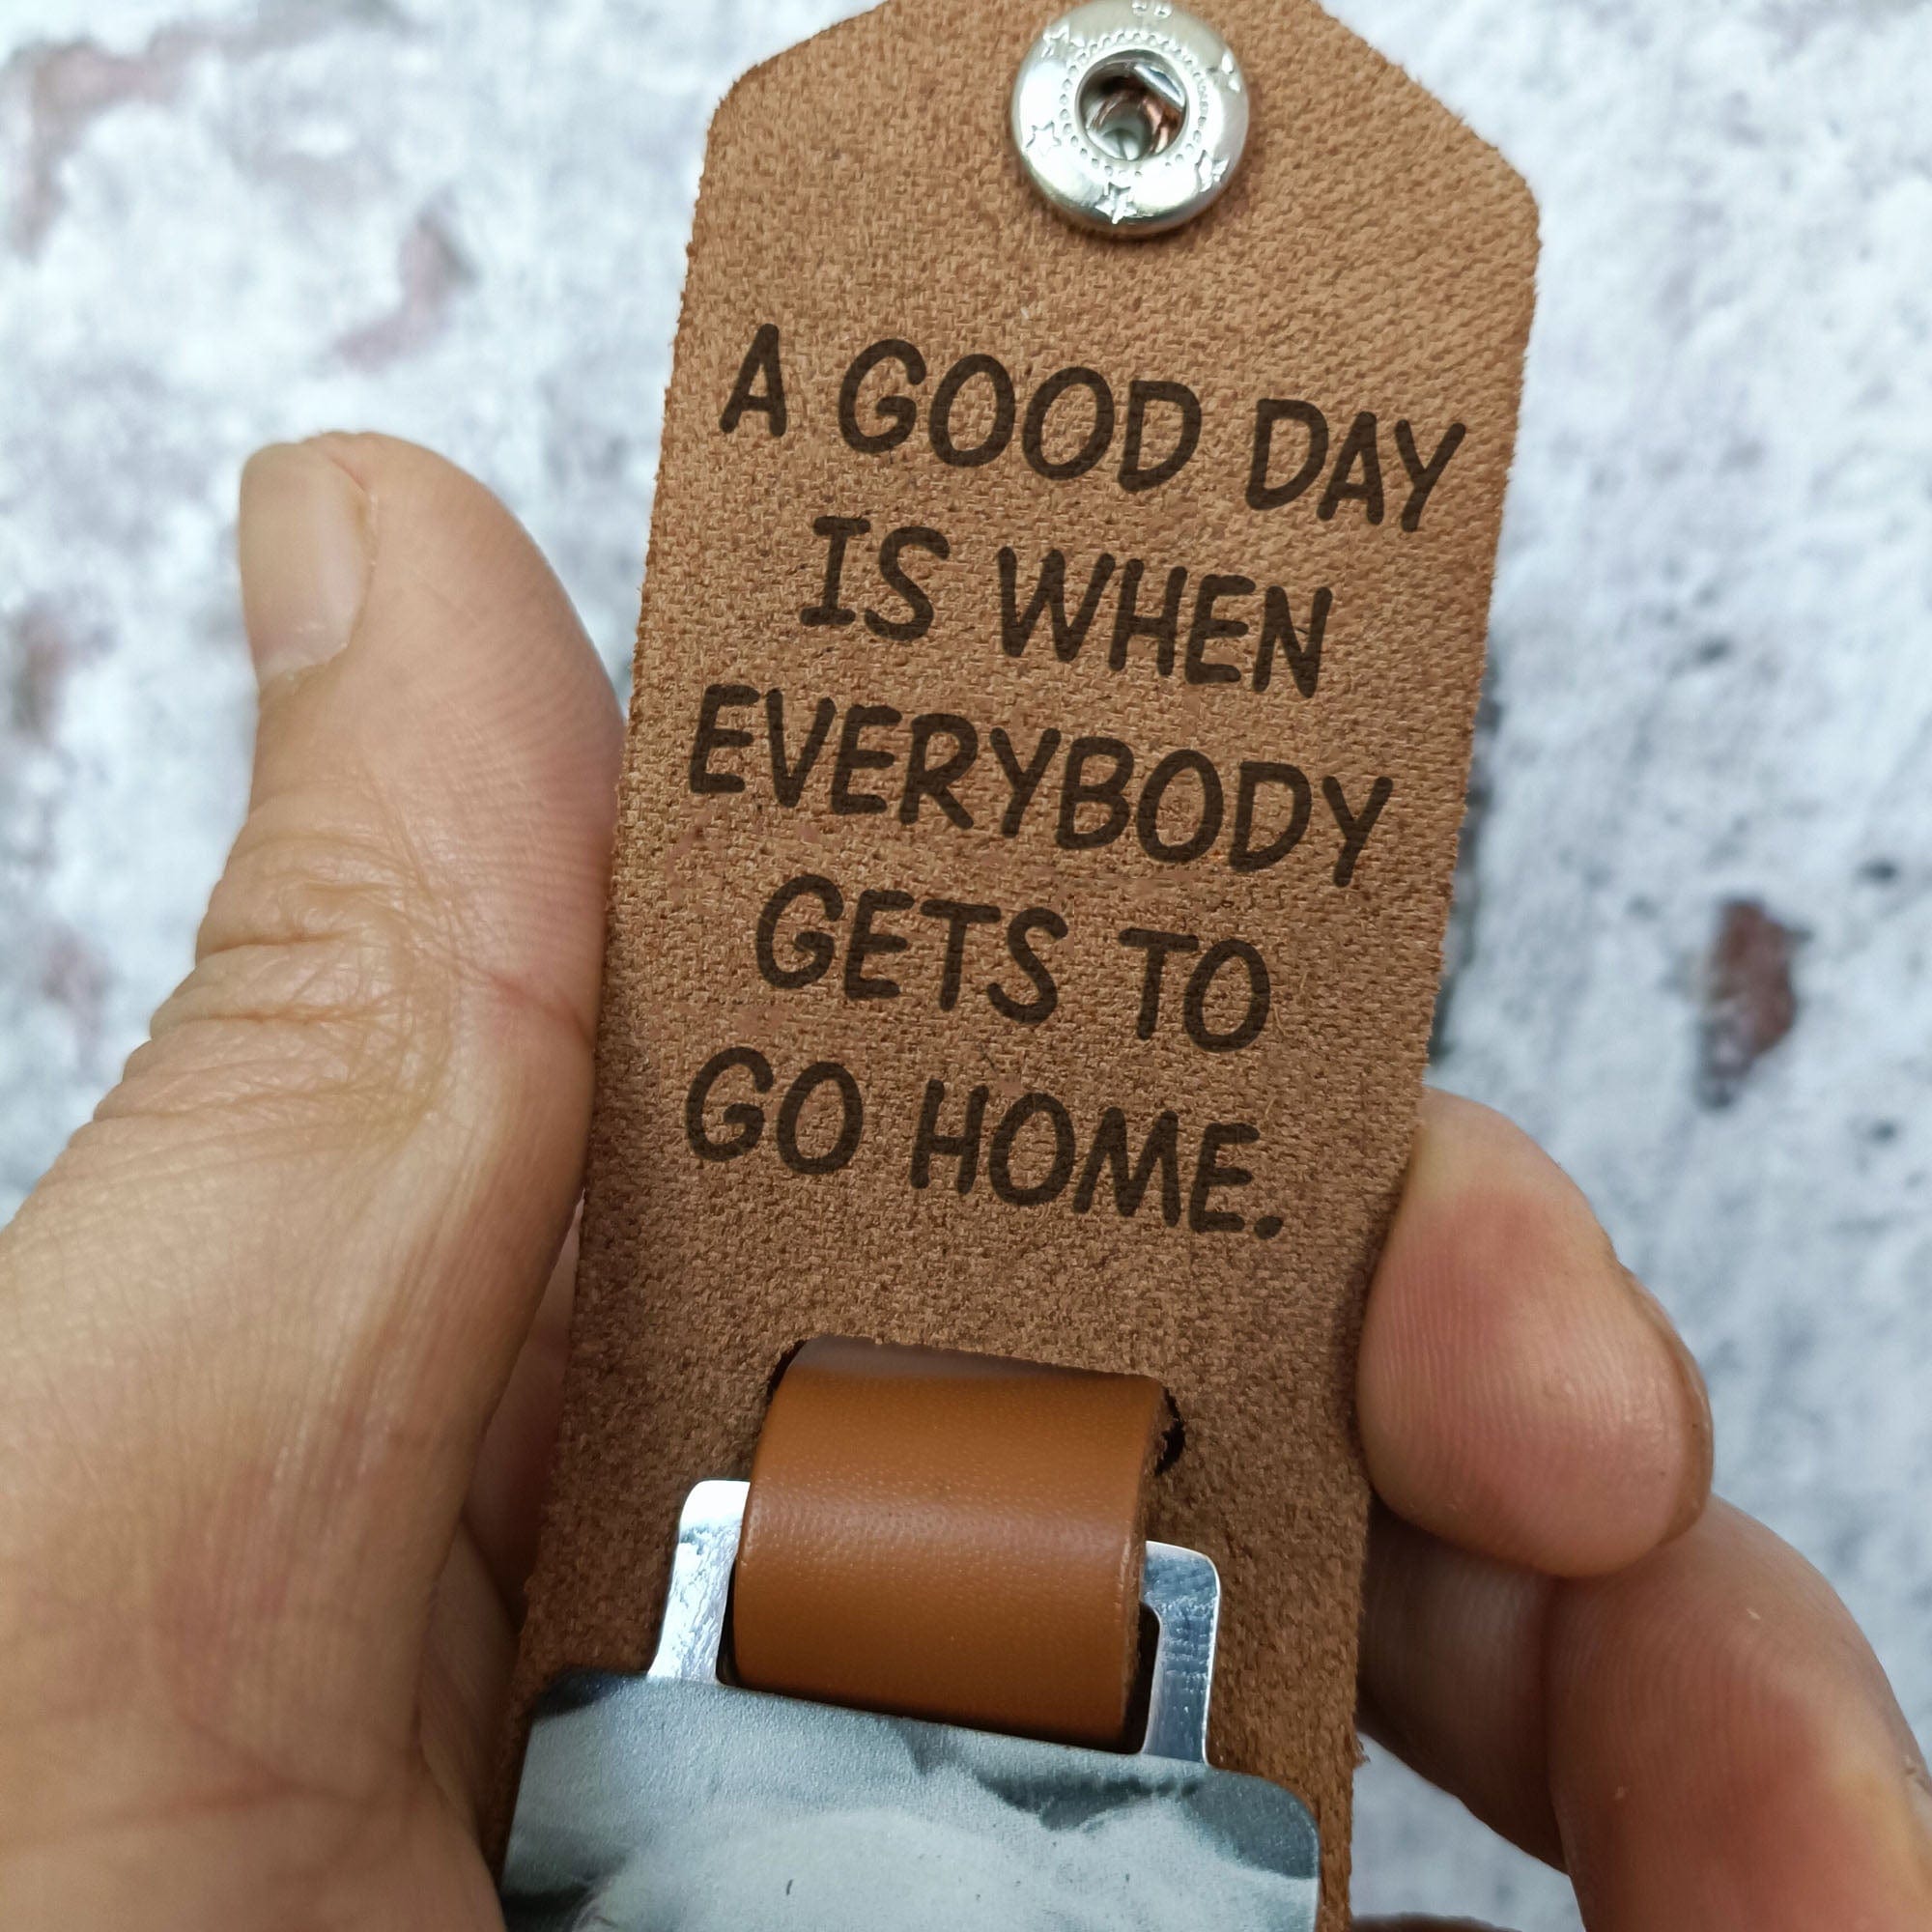 A GOOD DAY
IS WHEN
EVERYBODY
GETS TO
GO HOME.